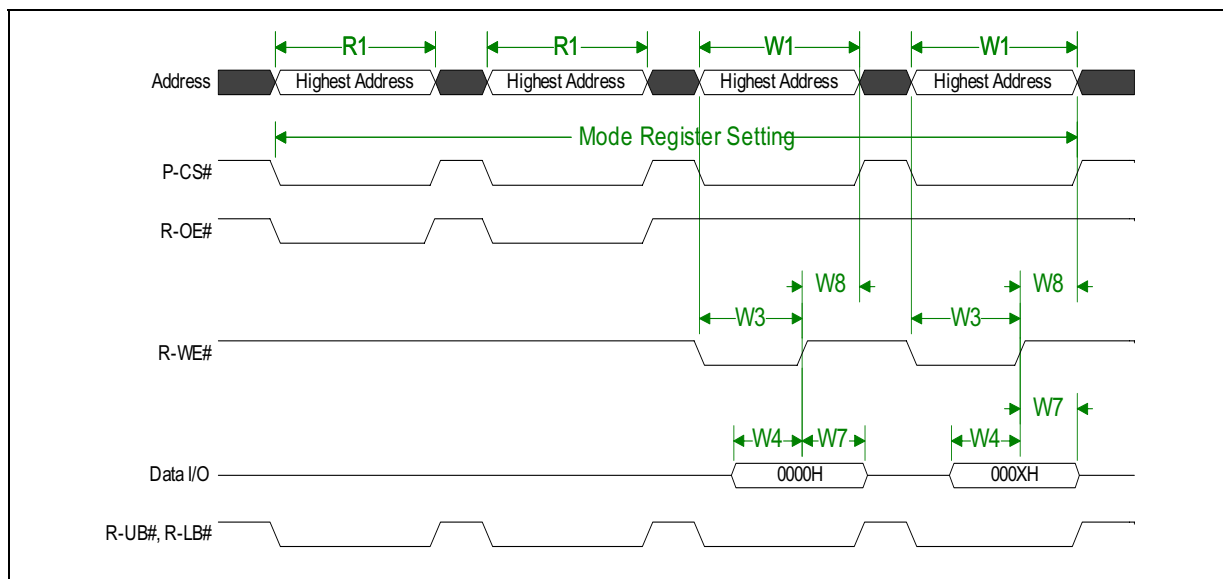 R1 R1 W1 W1
Address Highest Address Highest Address Highest Address Highest Address
Mode Register Setting
P-CS#
R-OE#
W8 W8
W3 W3
R-WE#
W7
W4 W7 W4
Data I/O 0000H 000XH
R-UB#, R-LB#